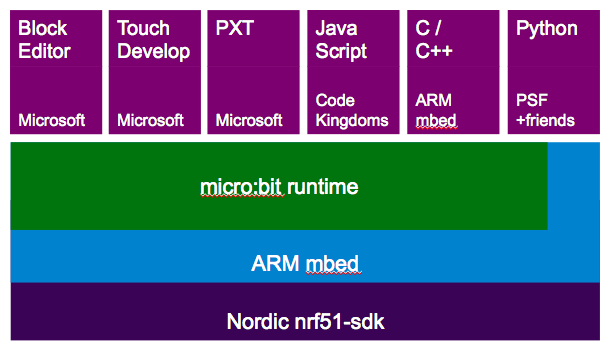 Block
Editor
Microsoft
Touch
Develop
Microsoft
PXT
Microsoft
Java
Script
Code
Kingdoms
C /
C++
ARM
mbed
Python
PSF
+friends
micro:bit runtime
ARM mbed
Nordic nrf51-sdk